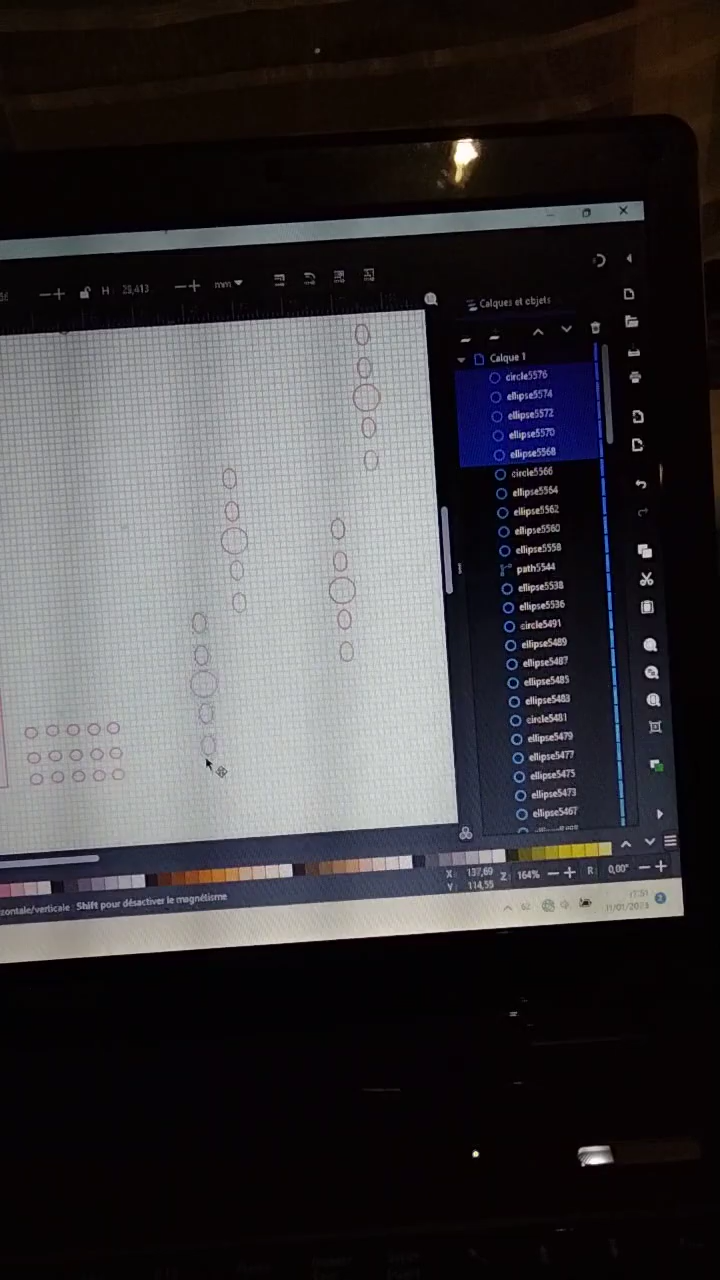 H: 25,413
mm
Calques et objets
Calque 1
circle5576
ellipse5574
ellipse5572
ellipse5570
ellipse5568
circle5566
ellipse5564
ellipse5562
ellipse5560
ellipse5558
path5544
ellipse5538
ellipse5536
circle5491
ellipse5489
ellipse5487
ellipse5485
ellipse5483
circle5481
ellipse5479
ellipse5477
ellipse5475
ellipse5473
ellipse5467
X: 137,69
Y: 114,55
Z: 164%
R: 0,00°
zontale/verticale : Shift pour désactiver le magnétisme
17:51
11/01/2023
2